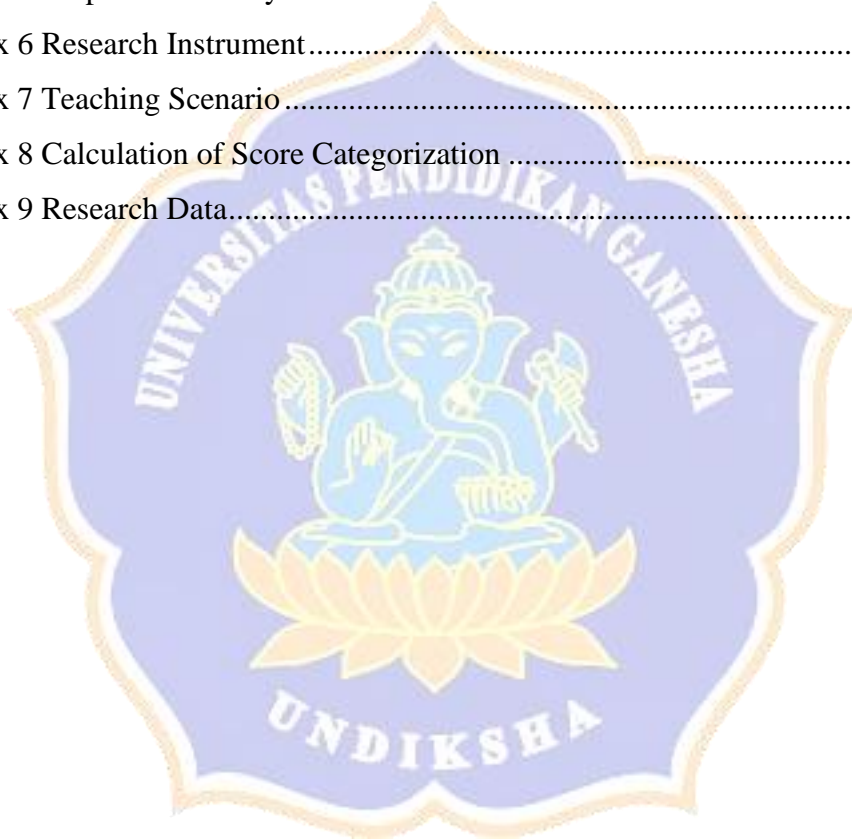 x 6 Research Instrument..............................................................................
x 7 Teaching Scenario.................................................................................
x 8 Calculation of Score Categorization .................................................
x 9 Research Data........................................................................................
UNIVERSITAS PENDIDIKAN GANESHA
UNDIKSHA